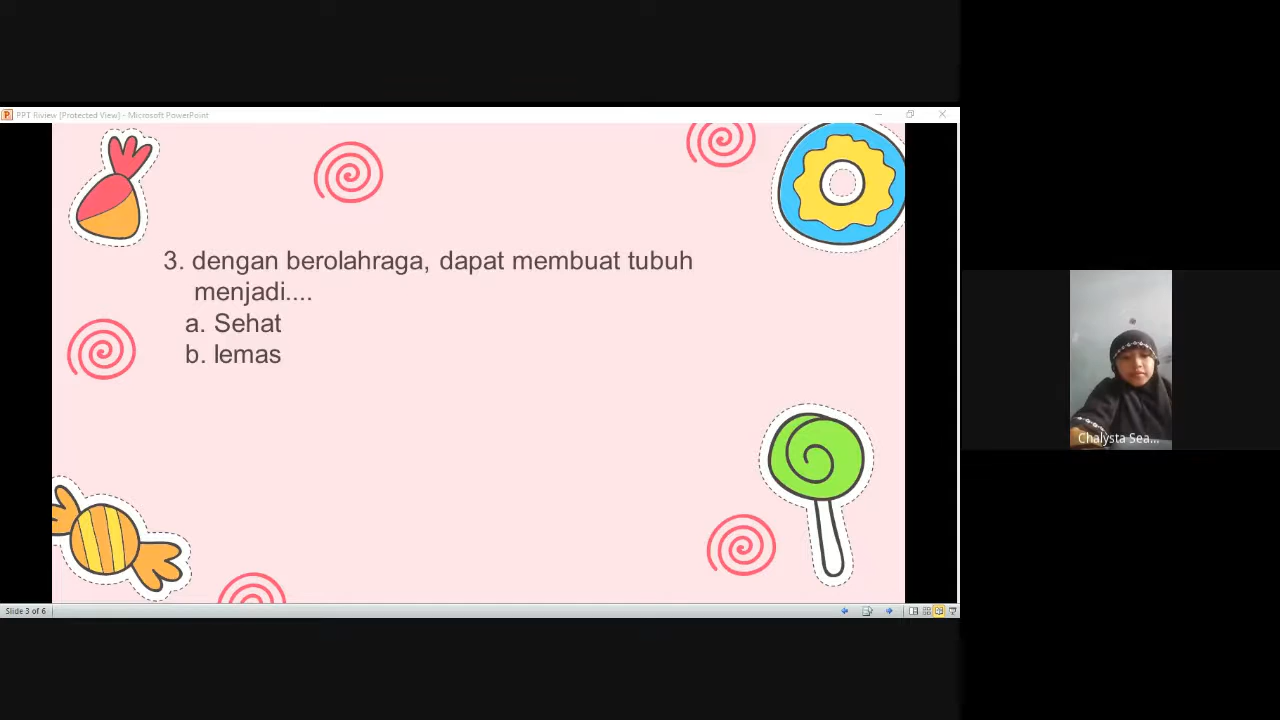 PPT Riview [Protected View] - Microsoft PowerPoint
3. dengan berolahraga, dapat membuat tubuh
menjadi....
a. Sehat
b. lemas
Chalysta Sea...
Slide 3 of 6